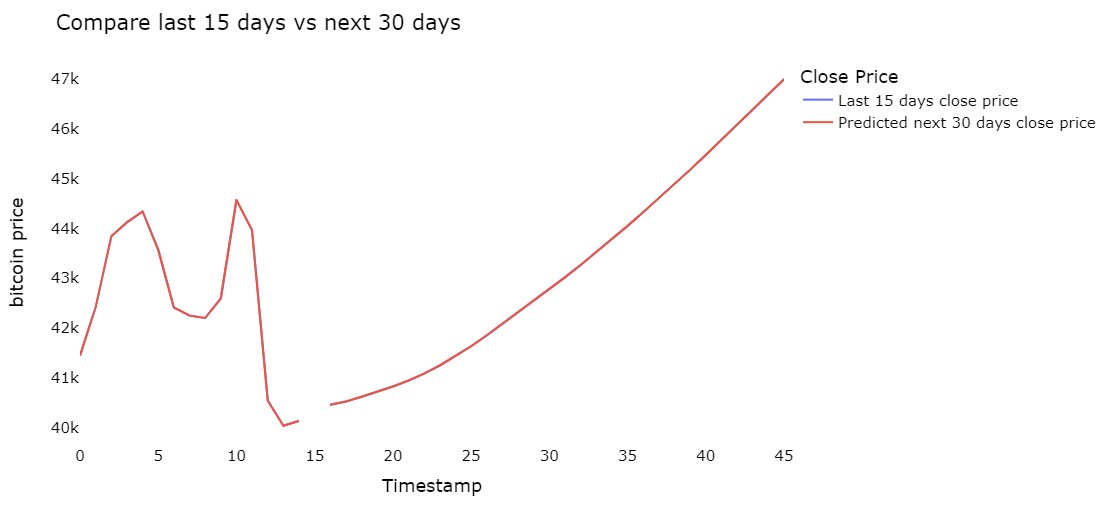 Compare last 15 days vs next 30 days
47k
46k
45k
44k
43k
42k
41k
40k
bitcoin price
0 5 10 15 20 25 30 35 40 45
Timestamp
Close Price
Last 15 days close price
Predicted next 30 days close price